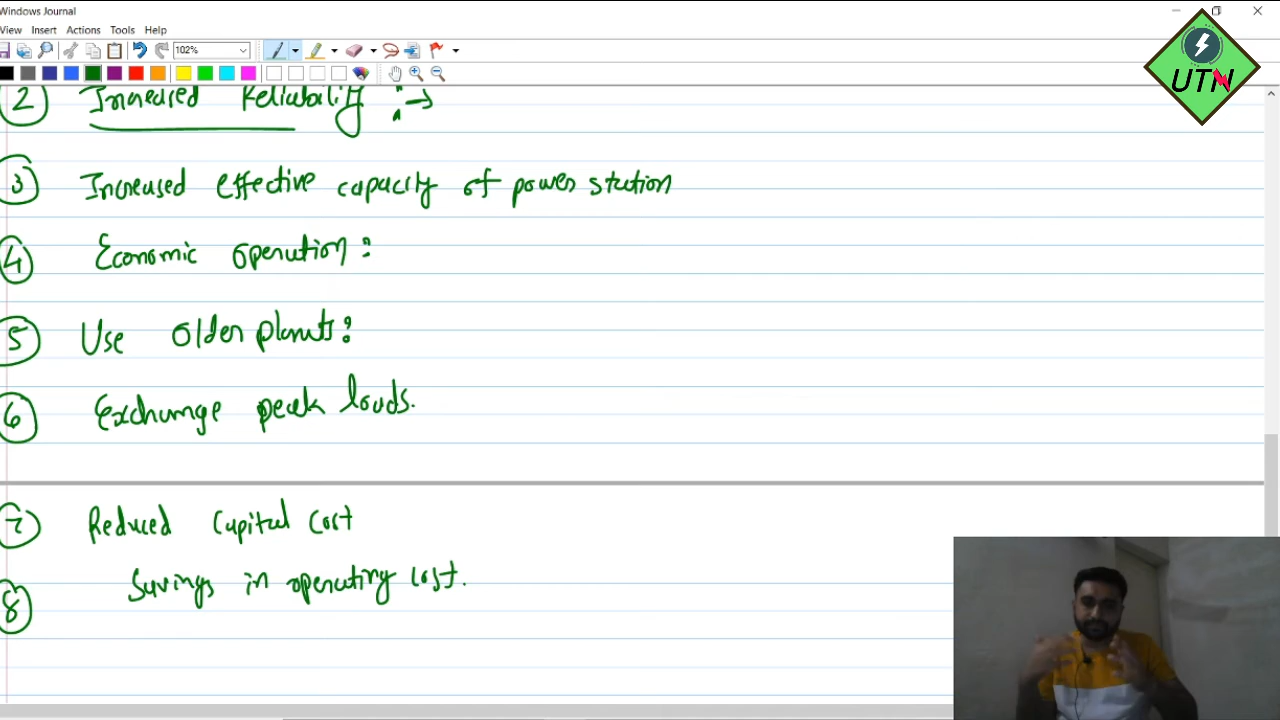 Windows Journal
View Insert Actions Tools Help
102%
UTN
2 Increased Reliability :→
3 Increased effective capacity of power station
4 Economic operation :
5 Use older plants :
6 Exchange peak loads.
7 Reduced Capital Cost
8 Savings in operating cost.